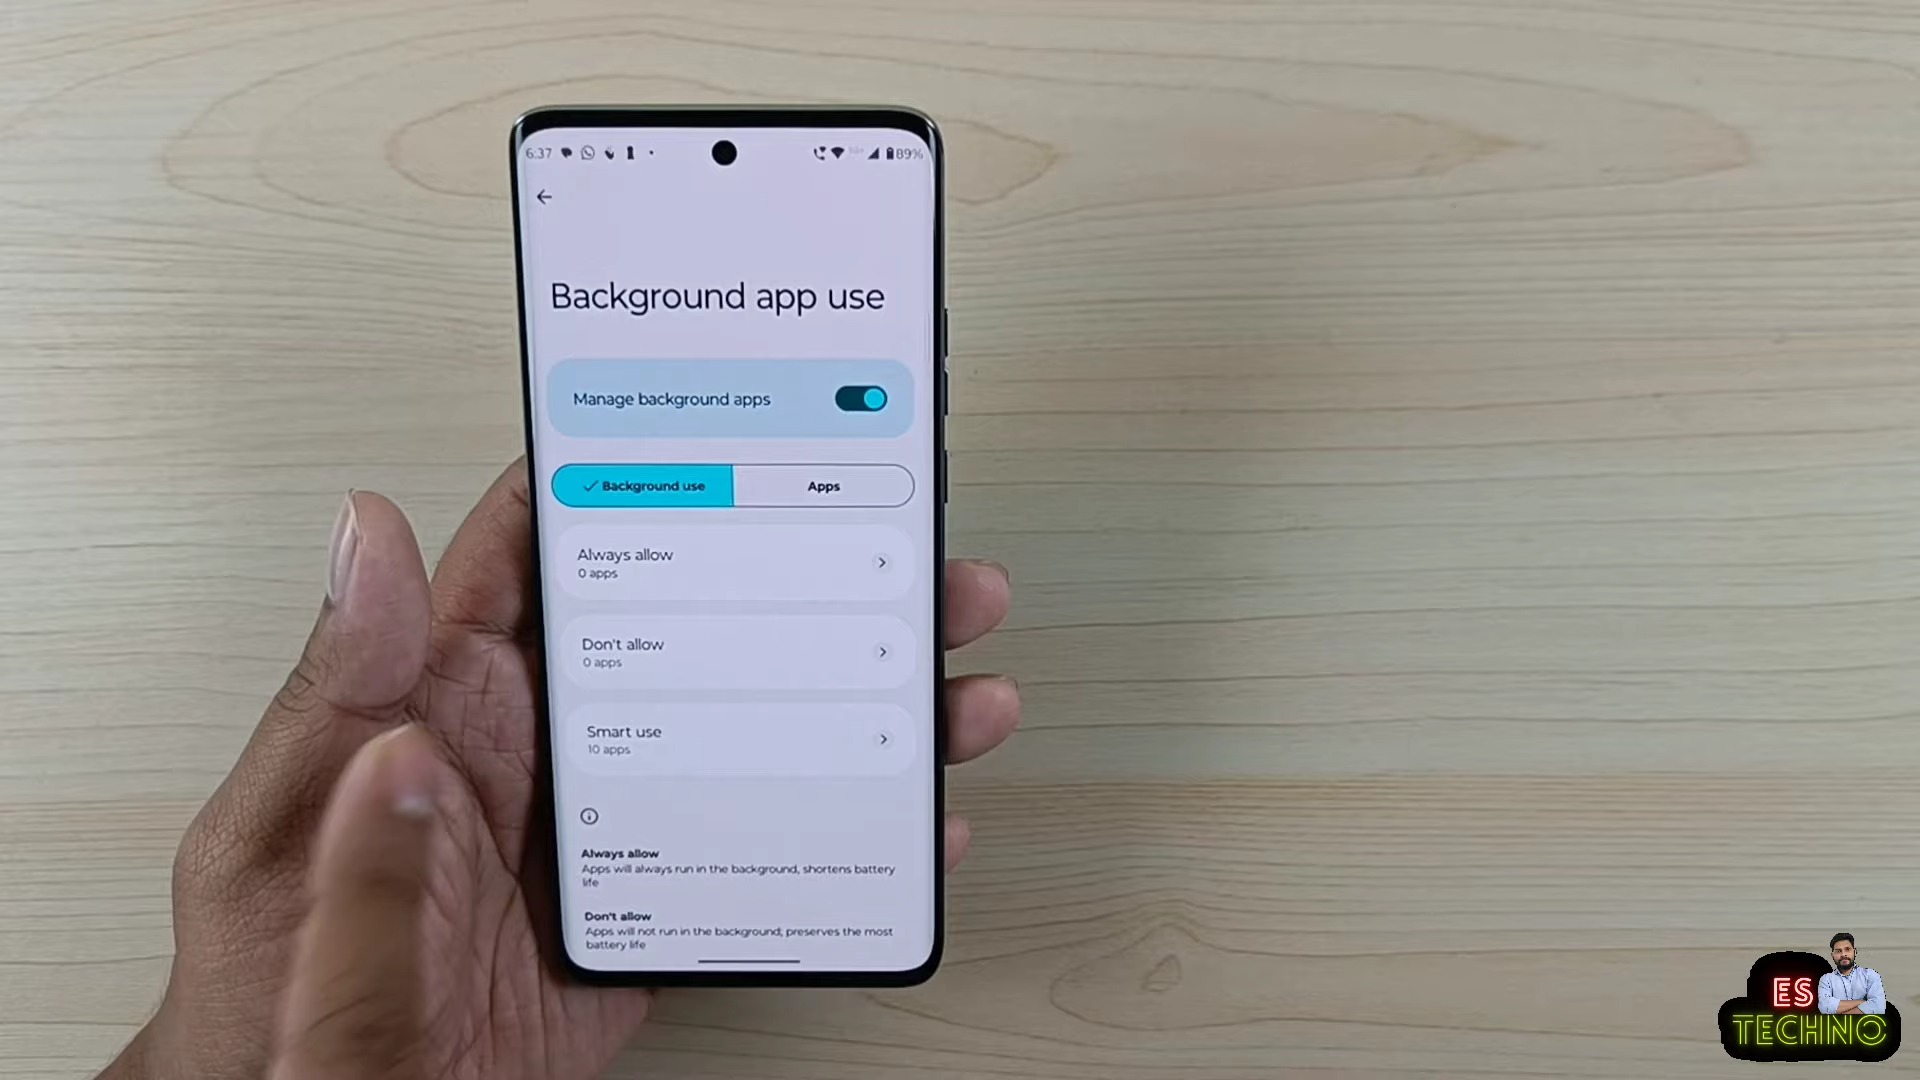 6:37
89%
Background app use
Manage background apps
Background use
Apps
Always allow
0 apps
Don't allow
0 apps
Smart use
10 apps
Always allow
Apps will always run in the background, shortens battery
life
Don't allow
Apps will not run in the background, preserves the most
battery life
ES
TECHNO